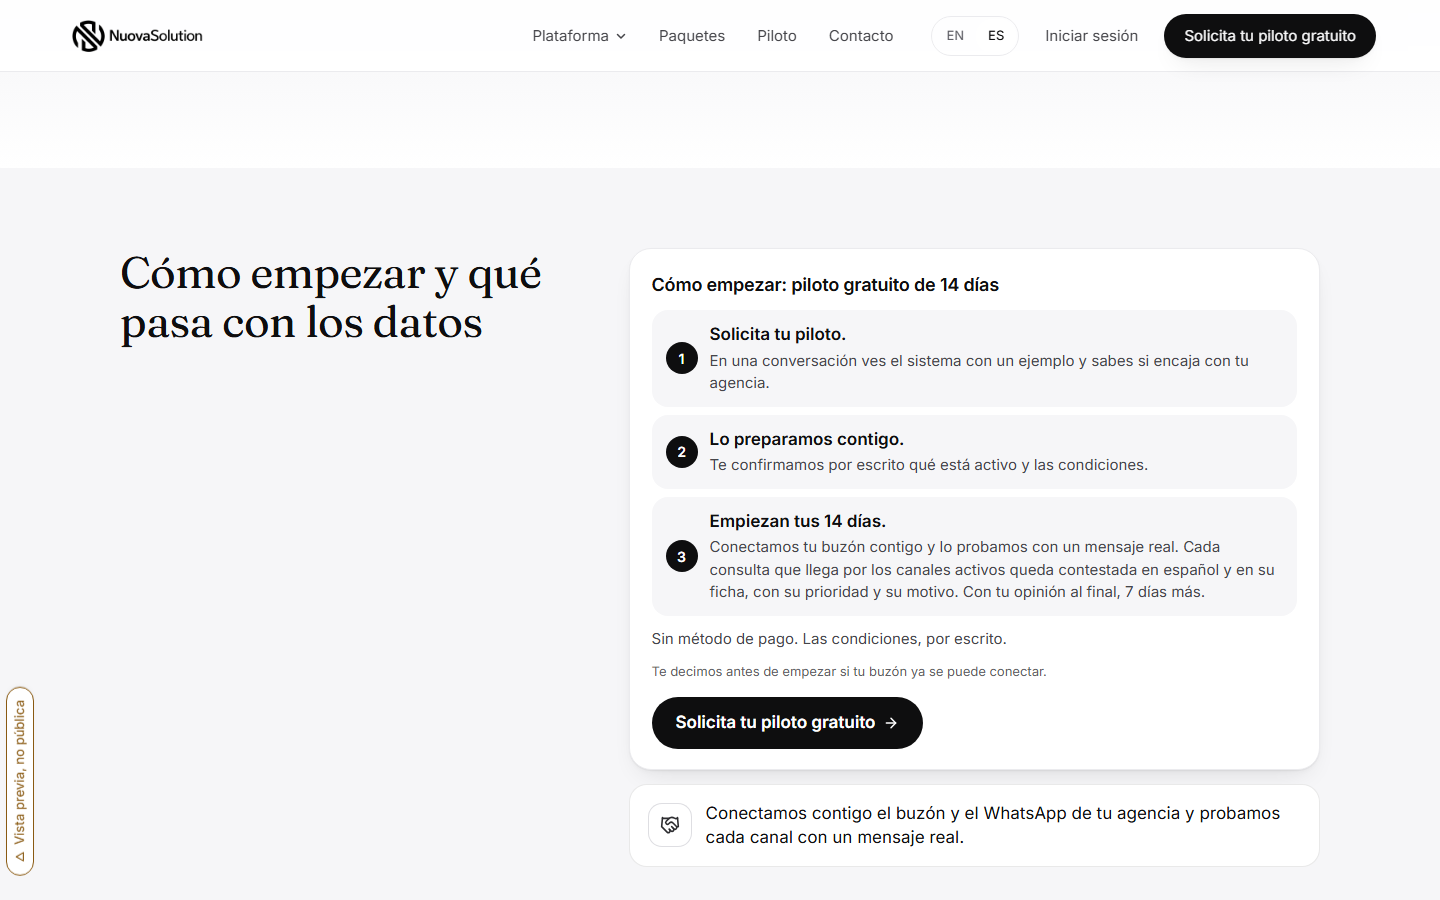 NuovaSolution
Plataforma
Paquetes
Piloto
Contacto
EN
ES
Iniciar sesión
Solicita tu piloto gratuito
Cómo empezar y qué
pasa con los datos
Cómo empezar: piloto gratuito de 14 días
1
Solicita tu piloto.
En una conversación ves el sistema con un ejemplo y sabes si encaja con tu
agencia.
2
Lo preparamos contigo.
Te confirmamos por escrito qué está activo y las condiciones.
3
Empiezan tus 14 días.
Conectamos tu buzón contigo y lo probamos con un mensaje real. Cada
consulta que llega por los canales activos queda contestada en español y en su
ficha, con su prioridad y su motivo. Con tu opinión al final, 7 días más.
Sin método de pago. Las condiciones, por escrito.
Te decimos antes de empezar si tu buzón ya se puede conectar.
Solicita tu piloto gratuito →
Conectamos contigo el buzón y el WhatsApp de tu agencia y probamos
cada canal con un mensaje real.
Vista previa, no pública